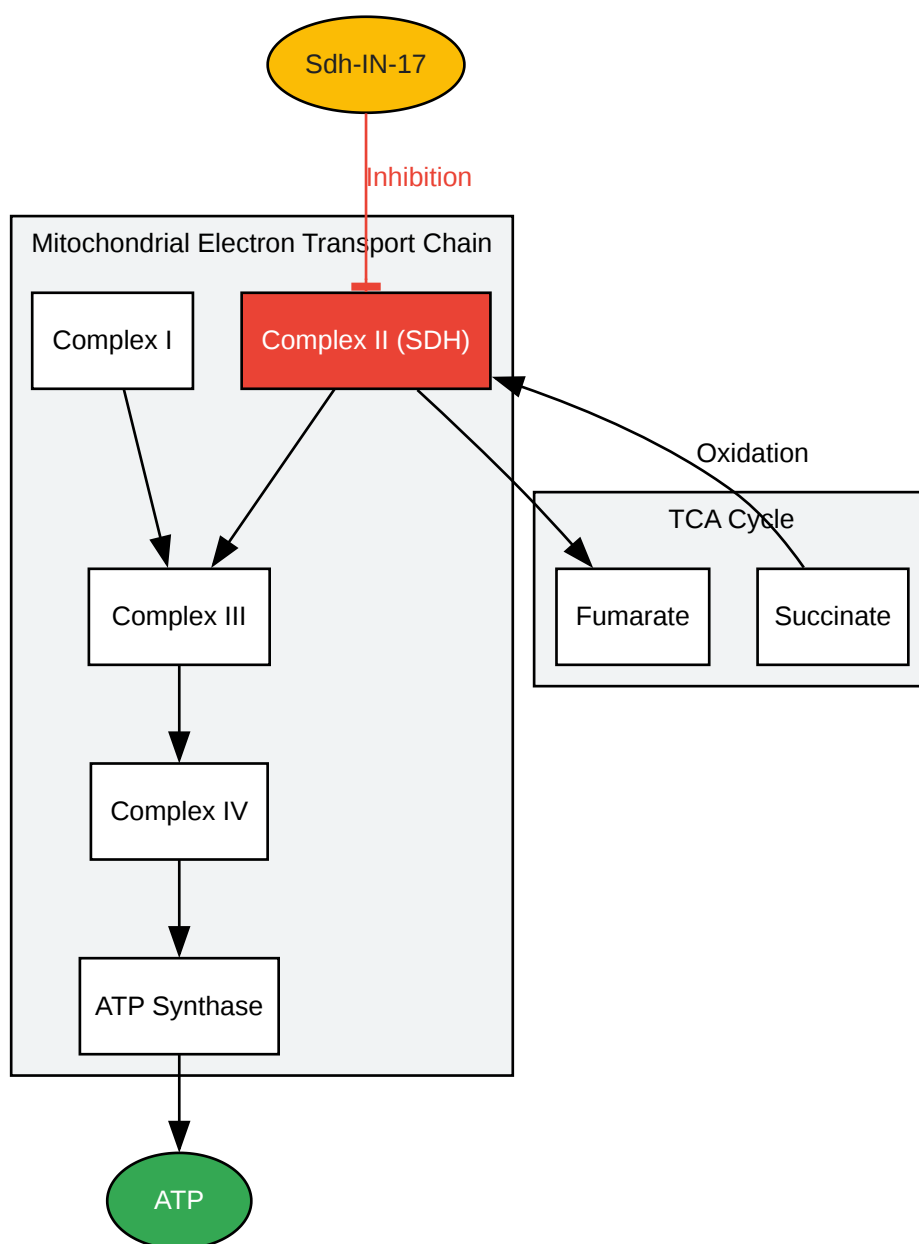 Sdh-IN-17
Inhibition
Mitochondrial Electron Transport Chain
Complex I
Complex II (SDH)
Oxidation
TCA Cycle
Complex III
Fumarate
Succinate
Complex IV
ATP Synthase
ATP